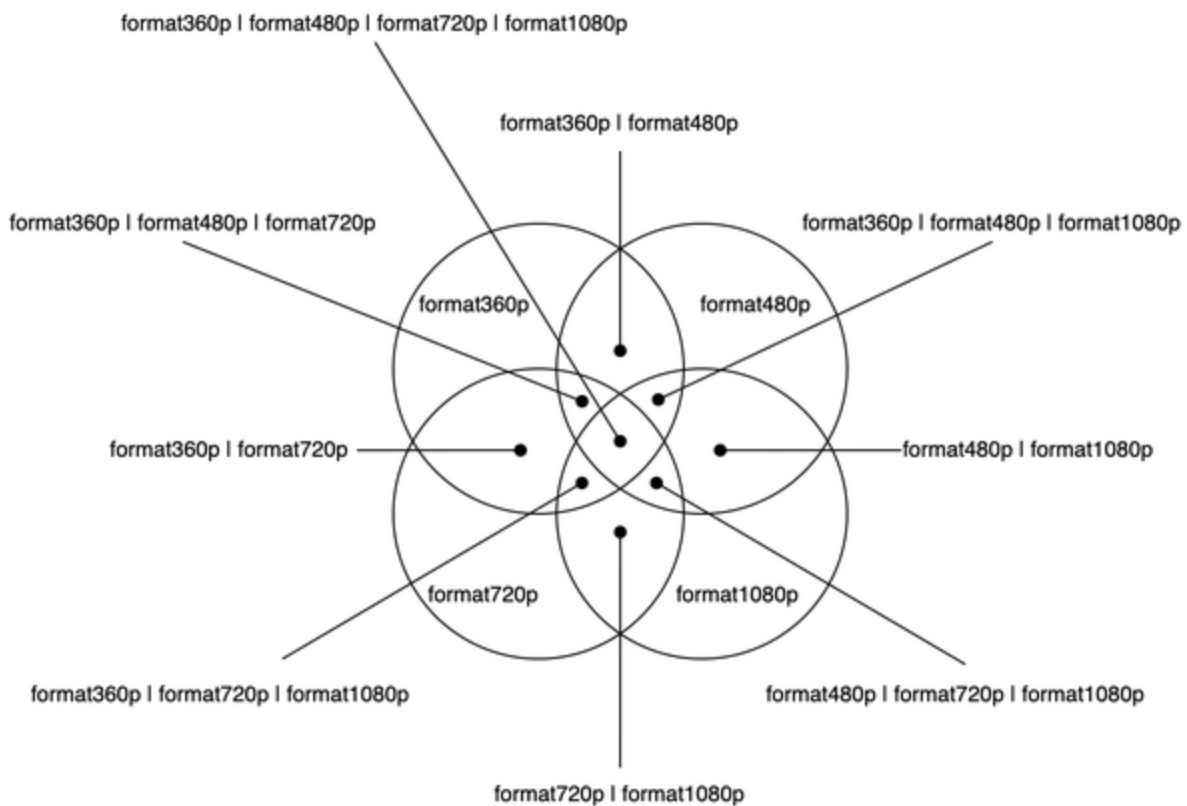 format360p | format480p | format720p | format1080p
format360p | format480p
format360p | format480p | format720p
format360p | format480p | format1080p
format360p
format480p
format360p | format720p
format480p | format1080p
format720p
format1080p
format360p | format720p | format1080p
format480p | format720p | format1080p
format720p | format1080p